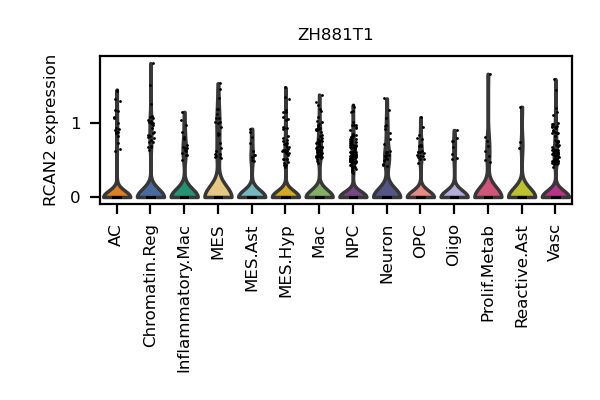 ZH881T1
RCAN2 expression
1
0
AC
Chromatin.Reg
Inflammatory.Mac
MES
MES.Ast
MES.Hyp
Mac
NPC
Neuron
OPC
Oligo
Prolif.Metab
Reactive.Ast
Vasc